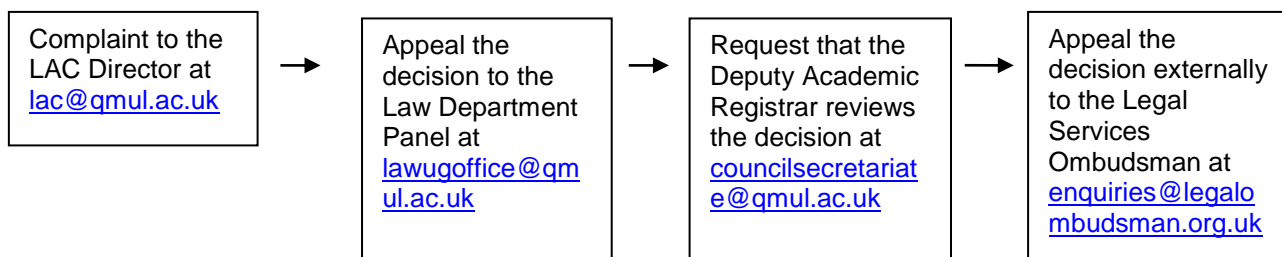 Complaint to the
LAC Director at
lac@qmul.ac.uk
Appeal the
decision to the
Law Department
Panel at
lawugoffice@qm
ul.ac.uk
Request that the
Deputy Academic
Registrar reviews
the decision at
councilsecretariat
e@qmul.ac.uk
Appeal the
decision externally
to the Legal
Services
Ombudsman at
enquiries@legalo
mbudsman.org.uk